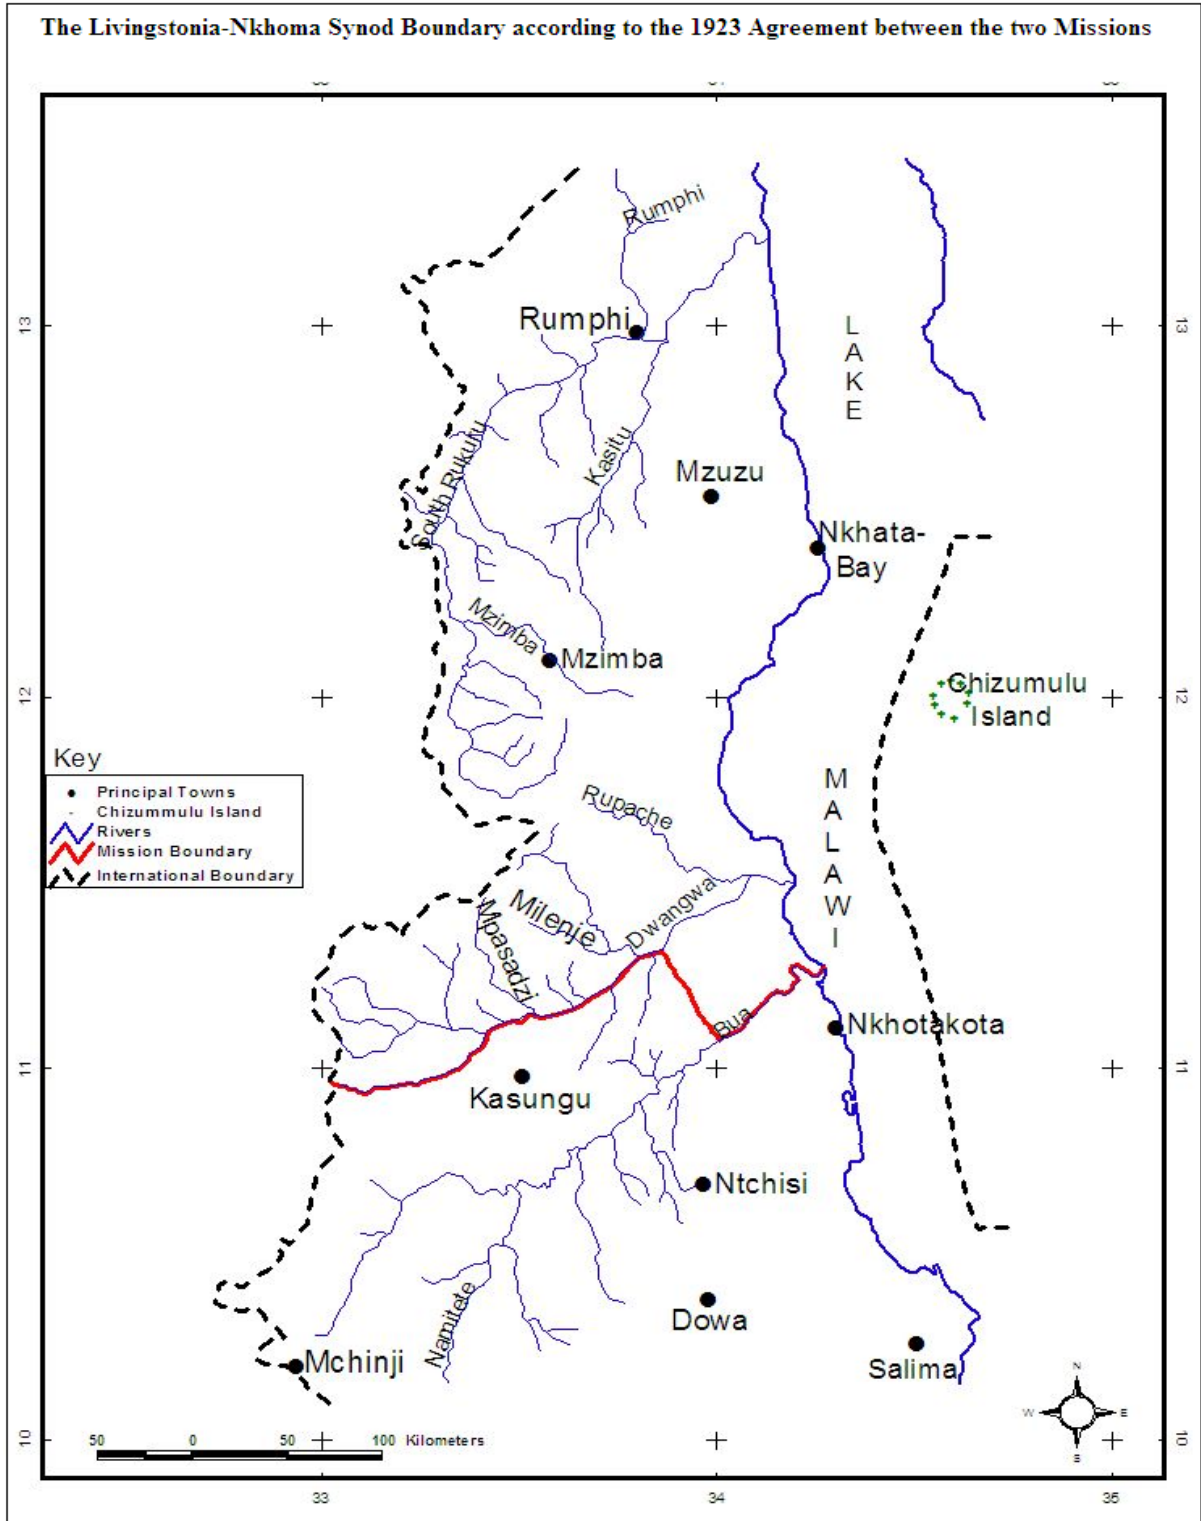 The Livingstonia-Nkhoma Synod Boundary according to the 1923 Agreement between the two Missions
Rumphi
13
Rumphi
13
LAKE
South Rukuru
Kasitu
Mzuzu
Nkhata-
Bay
Mzimba
Mzimba
12
12
Chizumulu
Island
Key
Principal Towns
Chizummulu Island
Rivers
Mission Boundary
International Boundary
MALAWI
Rupache
Milenje
Mpasadzi
Dwangwa
Bua
Nkhotakota
11
11
Kasungu
Ntchisi
Namitete
Dowa
Salima
Mchinji
N
W
E
S
50 0 50 100 Kilometers
10
10
33 34 35